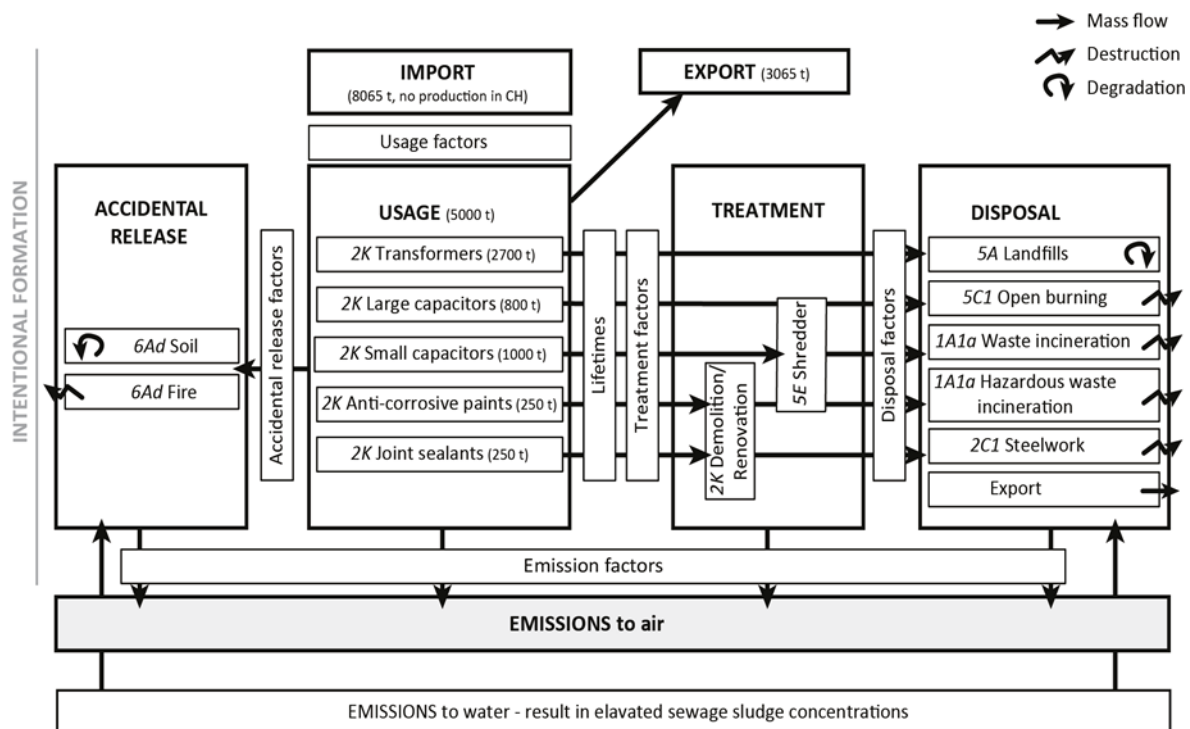 Mass flow
Destruction
Degradation
IMPORT
(8065 t, no production in CH)
EXPORT (3065 t)
Usage factors
INTENTIONAL FORMATION
ACCIDENTAL
RELEASE
6Ad Soil
6Ad Fire
Accidental release factors
USAGE (5000 t)
2K Transformers (2700 t)
2K Large capacitors (800 t)
2K Small capacitors (1000 t)
2K Anti-corrosive paints (250 t)
2K Joint sealants (250 t)
Lifetimes
Treatment factors
TREATMENT
5E Shredder
2K Demolition/
Renovation
Disposal factors
DISPOSAL
5A Landfills
5C1 Open burning
1A1a Waste incineration
1A1a Hazardous waste
incineration
2C1 Steelwork
Export
Emission factors
EMISSIONS to air
EMISSIONS to water - result in elavated sewage sludge concentrations